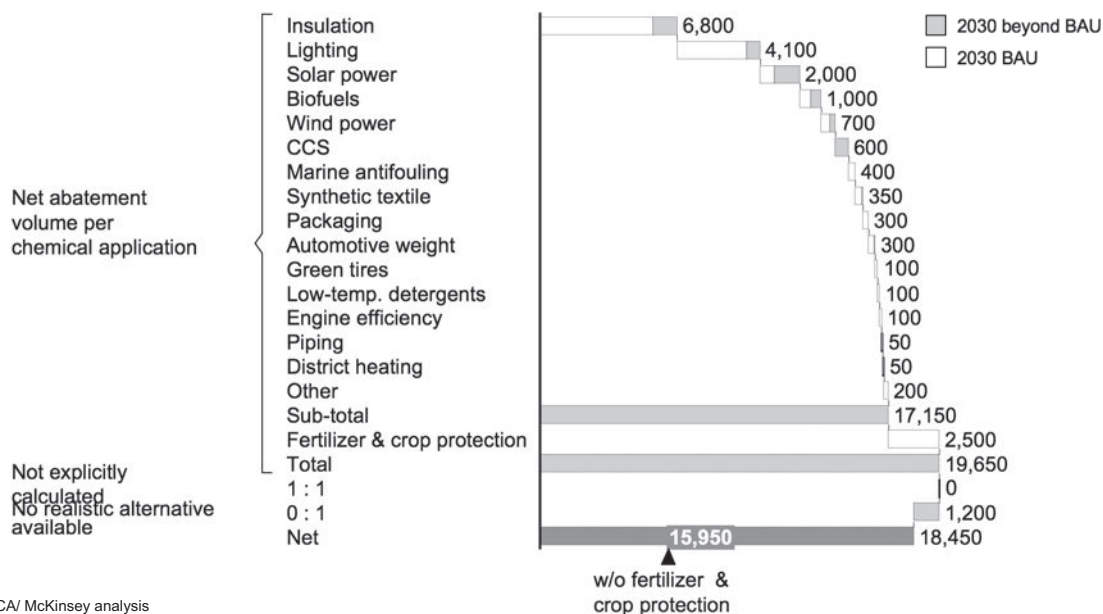 Insulation 6,800
Lighting 4,100
Solar power 2,000
Biofuels 1,000
Wind power 700
CCS 600
Marine antifouling 400
Synthetic textile 350
Packaging 300
Automotive weight 300
Green tires 100
Low-temp. detergents 100
Engine efficiency 100
Piping 50
District heating 50
Other 200
Sub-total 17,150
Fertilizer & crop protection 2,500
Total 19,650
1 : 1 0
0 : 1 1,200
Net 15,950 18,450
2030 beyond BAU
2030 BAU
Net abatement
volume per
chemical application
Not explicitly
calculated
No realistic alternative
available
w/o fertilizer &
crop protection
CA/ McKinsey analysis